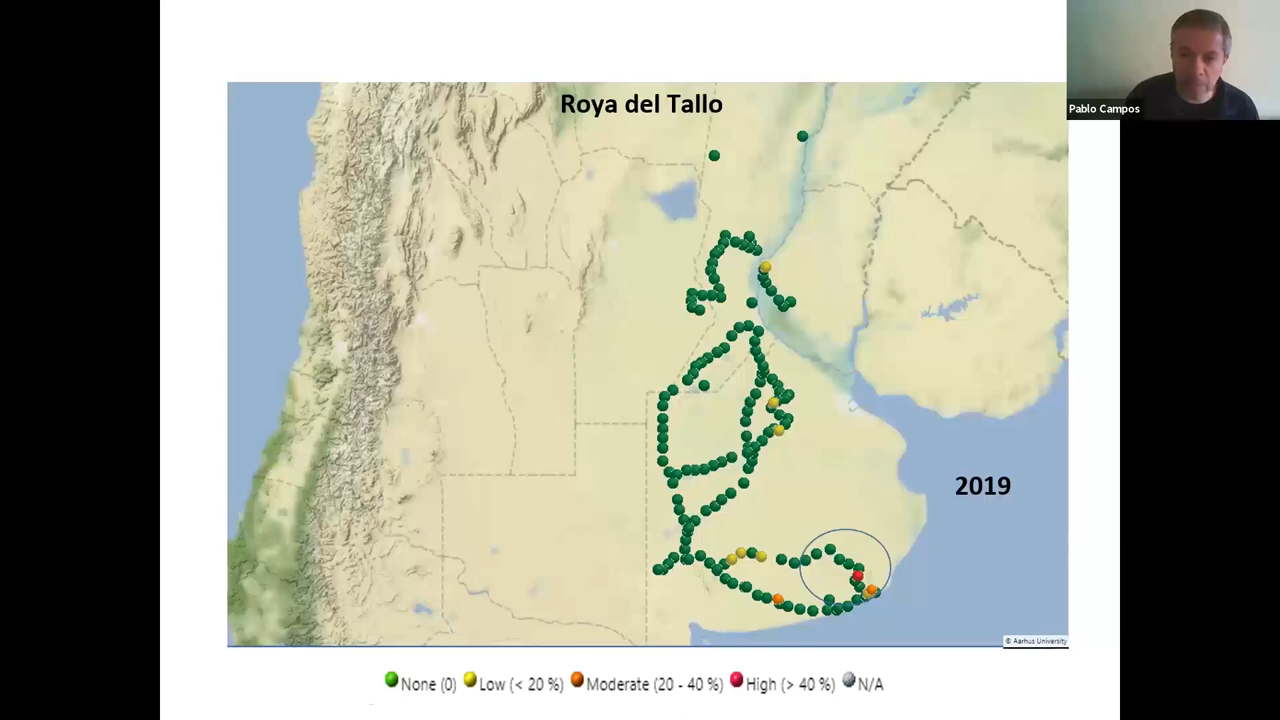 Roya del Tallo
Pablo Campos
2019
© Aarhus University
None (0) Low (< 20 %) Moderate (20 - 40 %) High (> 40 %) N/A